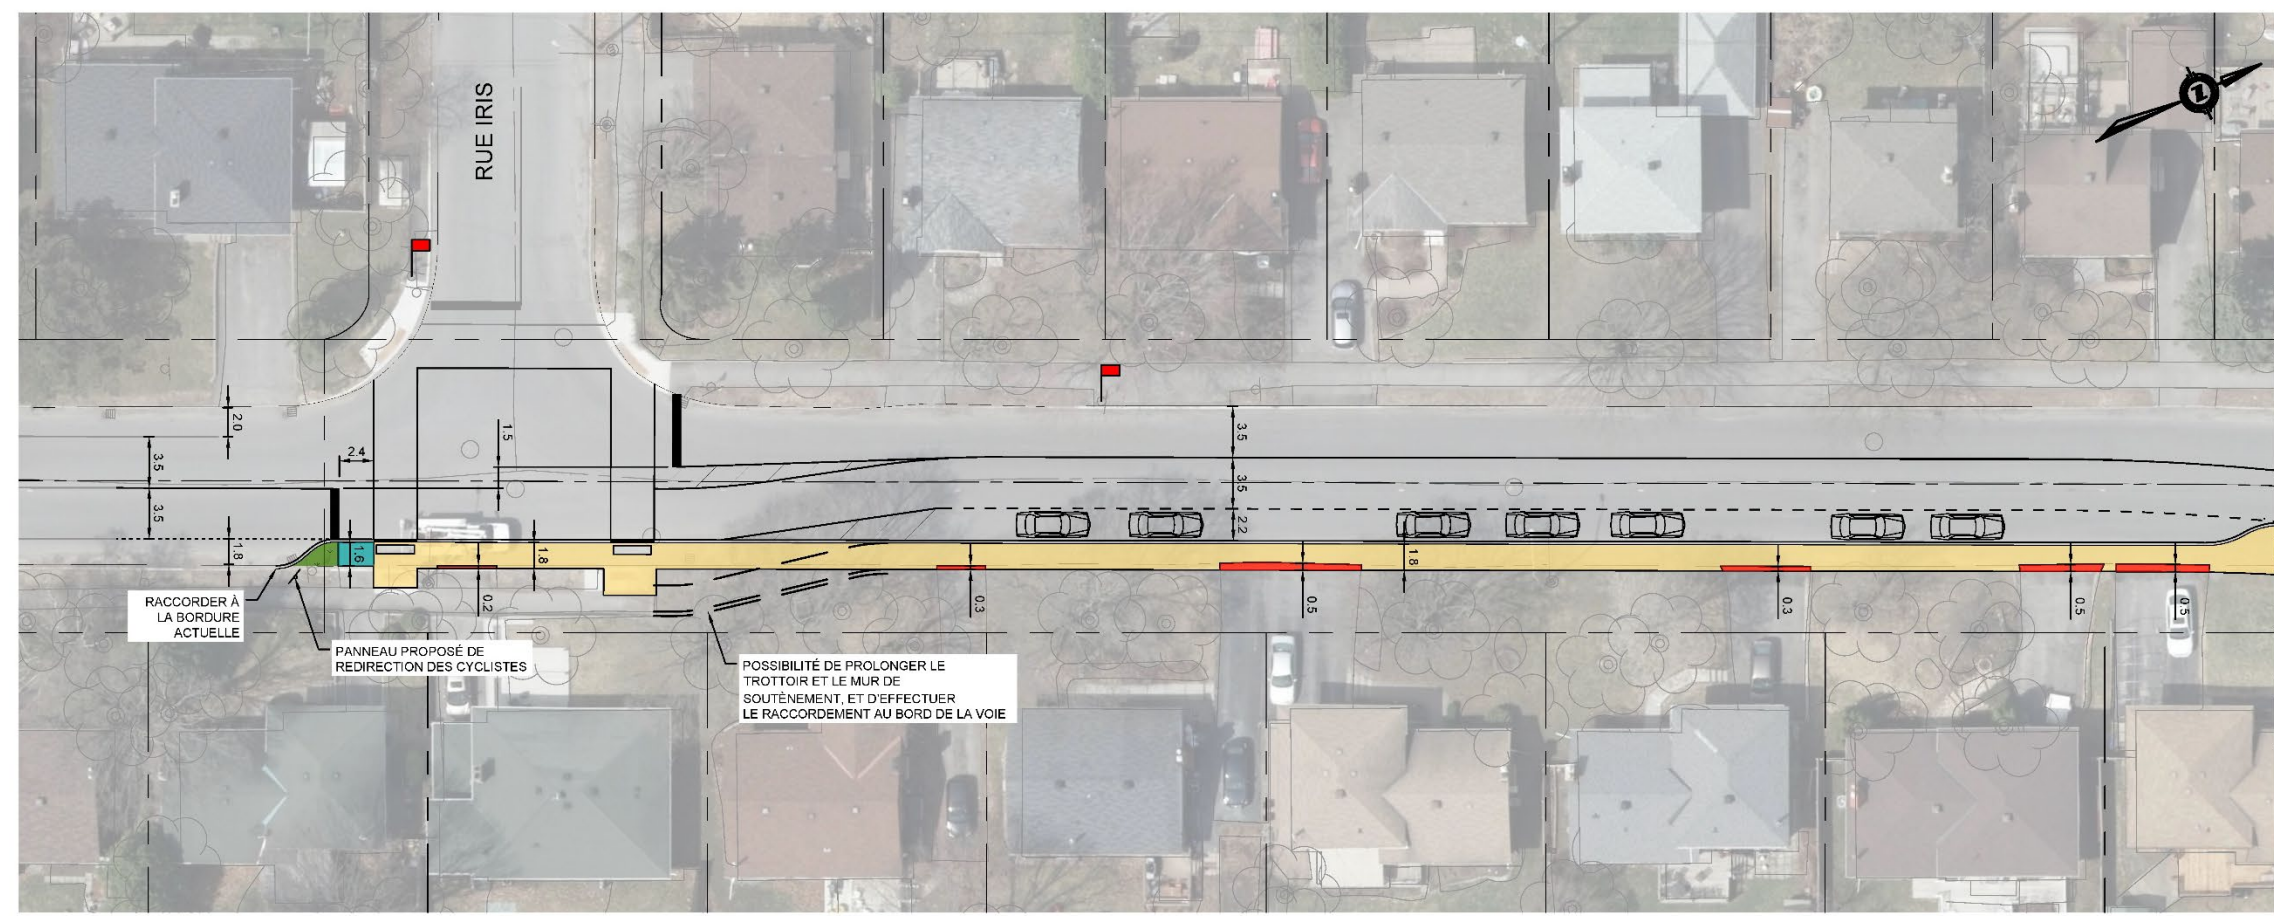 RUE IRIS
Z
2.0
3.5
3.5
1.8
2.4
1.5
1.6
1.8
0.2
3.5
3.5
2.2
1.8
0.3
0.5
0.3
0.5
0.5
RACCORDER À
LA BORDURE
ACTUELLE
PANNEAU PROPOSÉ DE
REDIRECTION DES CYCLISTES
POSSIBILITÉ DE PROLONGER LE
TROTTOIR ET LE MUR DE
SOUTÈNEMENT, ET D'EFFECTUER
LE RACCORDEMENT AU BORD DE LA VOIE